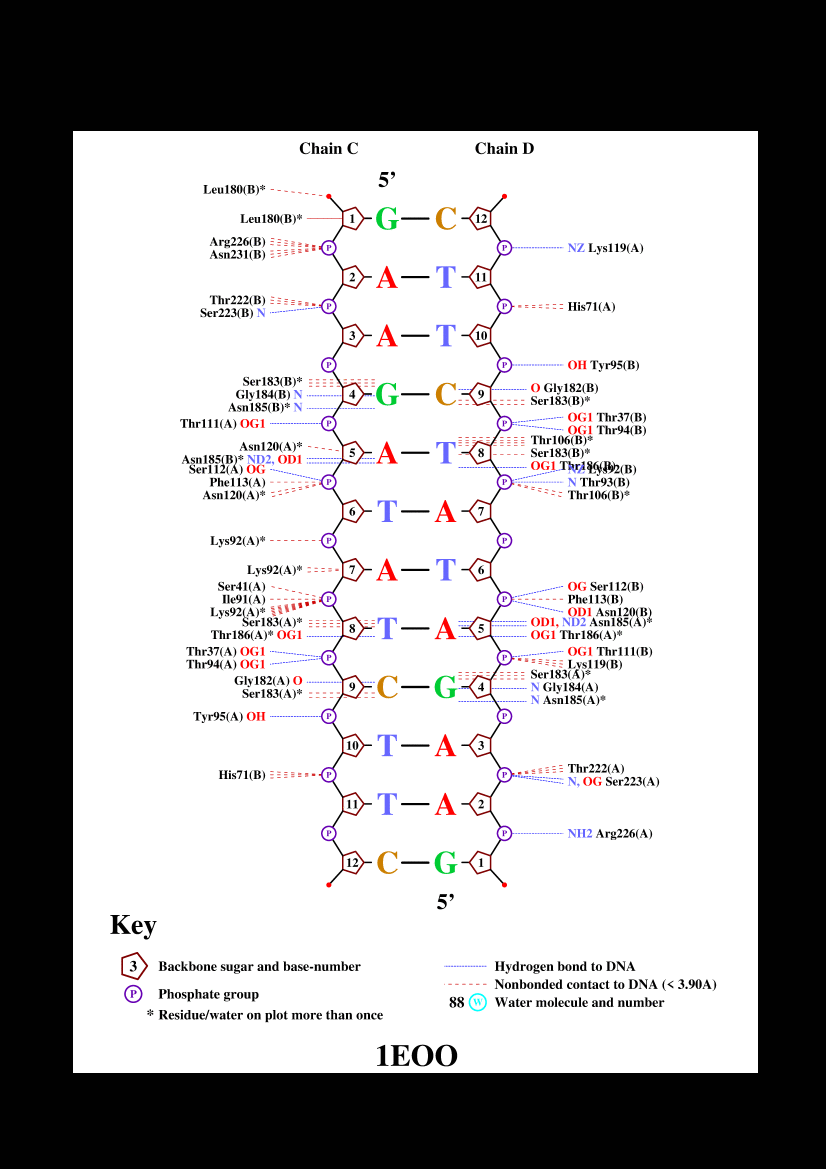 Chain C Chain D
5’
Leu180(B)*
Leu180(B)* 1 G C 12
Arg226(B)
P P NZ Lys119(A)
Asn231(B)
2 A T 11
Thr222(B)
P P His71(A)
Ser223(B) N
3 A T 10
P P OH Tyr95(B)
Ser183(B)*
O Gly182(B)
Gly184(B) N 4 G C 9
Ser183(B)*
Asn185(B)* N
OG1 Thr37(B)
Thr111(A) OG1 P P
OG1 Thr94(B)
Thr106(B)*
Asn120(A)*
5 A T 8 Ser183(B)*
Asn185(B)* ND2, OD1
OG1 Thr186(B)
Ser112(A) OG
NZ Lys92(B)
Phe113(A) P P N Thr93(B)
Asn120(A)* Thr106(B)*
6 T A 7
Lys92(A)* P P
Lys92(A)* 7 A T 6
Ser41(A) OG Ser112(B)
Ile91(A) P P Phe113(B)
Lys92(A)* OD1 Asn120(B)
Ser183(A)* OD1, ND2 Asn185(A)*
8 T A 5
Thr186(A)* OG1 OG1 Thr186(A)*
Thr37(A) OG1 OG1 Thr111(B)
P P
Thr94(A) OG1 Lys119(B)
Ser183(A)*
Gly182(A) O
9 C G 4 N Gly184(A)
Ser183(A)*
N Asn185(A)*
Tyr95(A) OH P P
10 T A 3
Thr222(A)
His71(B) P P
N, OG Ser223(A)
11 T A 2
P P NH2 Arg226(A)
12 C G 1
5’
Key
3 Backbone sugar and base-number
Hydrogen bond to DNA
Nonbonded contact to DNA (< 3.90A)
P Phosphate group
88 W Water molecule and number
* Residue/water on plot more than once
1EOO